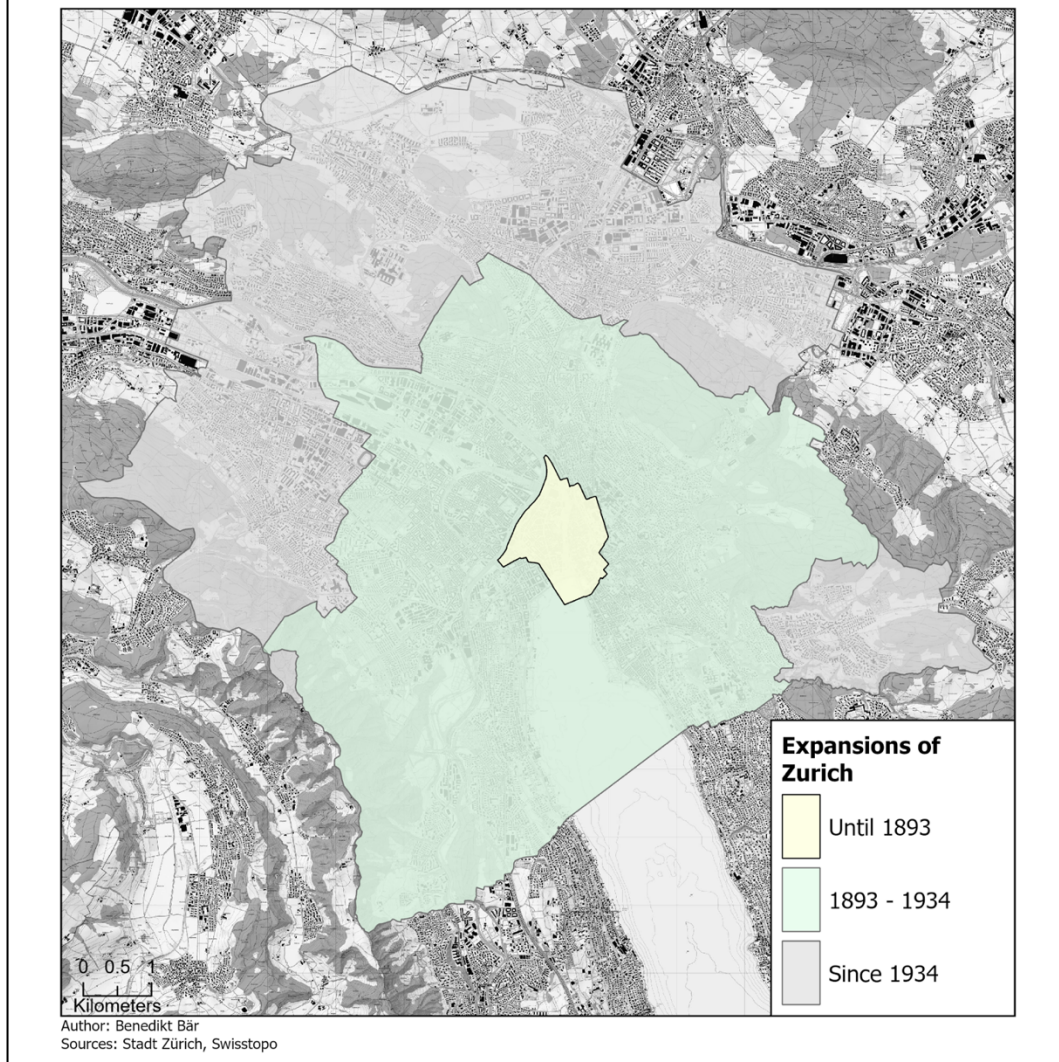 Expansions of
Zurich
Until 1893
1893 - 1934
Since 1934
0 0.5 1
Kilometers
Author: Benedikt Bär
Sources: Stadt Zürich, Swisstopo